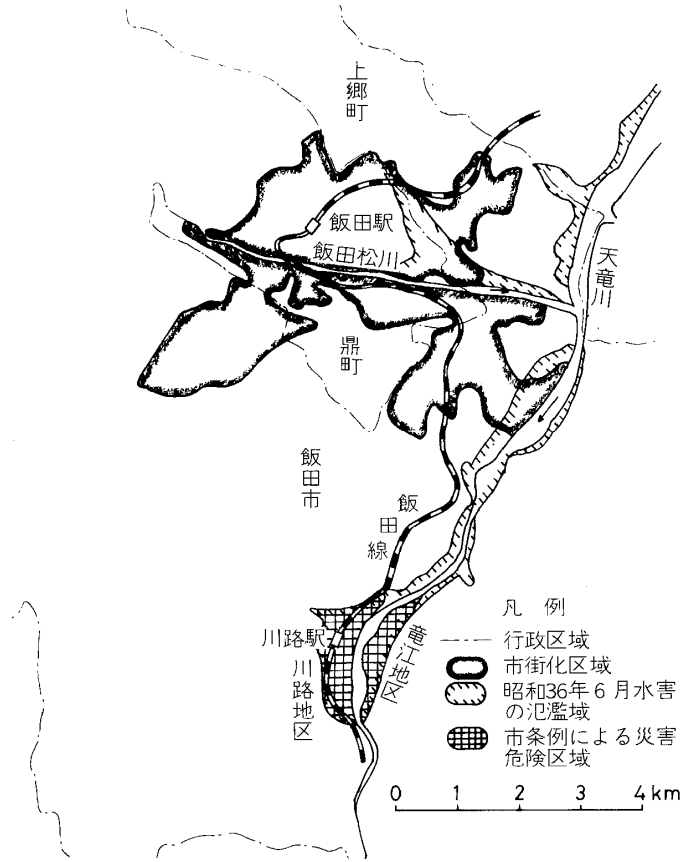 上郷町
飯田駅
飯田松川
天竜川
鼎町
飯田市
飯田線
川路駅
川路地区
竜江地区
凡 例
行政区域
市街化区域
昭和36年6月水害
の氾濫域
市条例による災害
危険区域
0 1 2 3 4 km